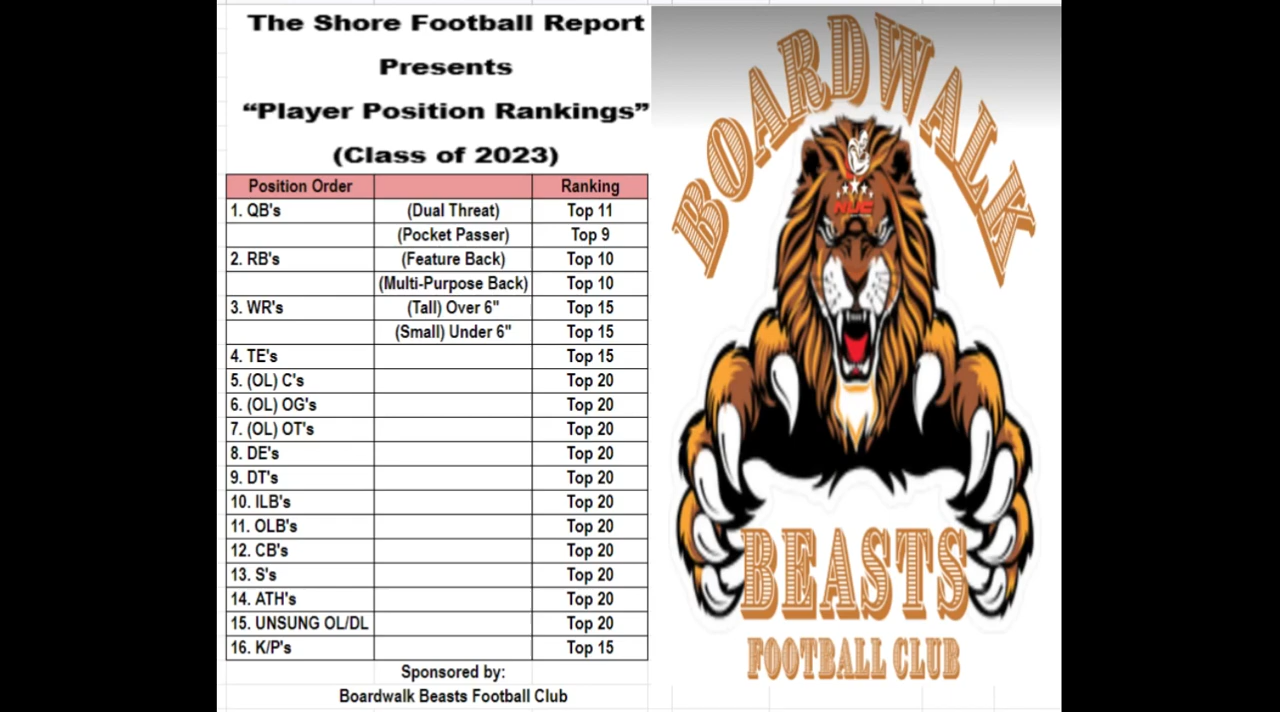 The Shore Football Report
Presents
“Player Position Rankings”
(Class of 2023)
Position Order Ranking
1. QB's (Dual Threat) Top 11
(Pocket Passer) Top 9
2. RB's (Feature Back) Top 10
(Multi-Purpose Back) Top 10
3. WR's (Tall) Over 6" Top 15
(Small) Under 6" Top 15
4. TE's Top 15
5. (OL) C's Top 20
6. (OL) OG's Top 20
7. (OL) OT's Top 20
8. DE's Top 20
9. DT's Top 20
10. ILB's Top 20
11. OLB's Top 20
12. CB's Top 20
13. S's Top 20
14. ATH's Top 20
15. UNSUNG OL/DL Top 20
16. K/P's Top 15
Sponsored by:
Boardwalk Beasts Football Club
BOARDWALK
NUC
BEASTS
FOOTBALL CLUB